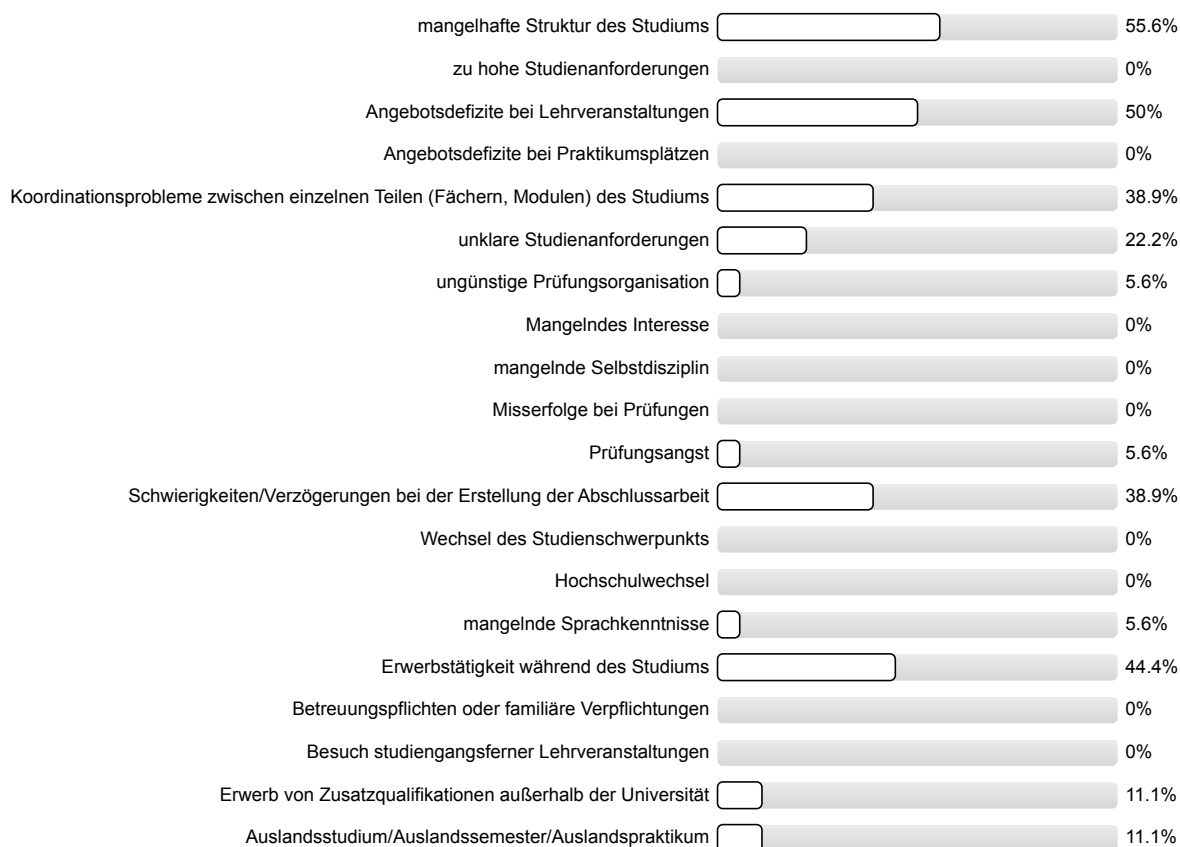 mangelhafte Struktur des Studiums 55.6%
zu hohe Studienanforderungen 0%
Angebotsdefizite bei Lehrveranstaltungen 50%
Angebotsdefizite bei Praktikumsplätzen 0%
Koordinationsprobleme zwischen einzelnen Teilen (Fächern, Modulen) des Studiums 38.9%
unklare Studienanforderungen 22.2%
ungünstige Prüfungsorganisation 5.6%
Mangelndes Interesse 0%
mangelnde Selbstdisziplin 0%
Misserfolge bei Prüfungen 0%
Prüfungsangst 5.6%
Schwierigkeiten/Verzögerungen bei der Erstellung der Abschlussarbeit 38.9%
Wechsel des Studienschwerpunkts 0%
Hochschulwechsel 0%
mangelnde Sprachkenntnisse 5.6%
Erwerbstätigkeit während des Studiums 44.4%
Betreuungspflichten oder familiäre Verpflichtungen 0%
Besuch studiengangsferner Lehrveranstaltungen 0%
Erwerb von Zusatzqualifikationen außerhalb der Universität 11.1%
Auslandsstudium/Auslandssemester/Auslandspraktikum 11.1%